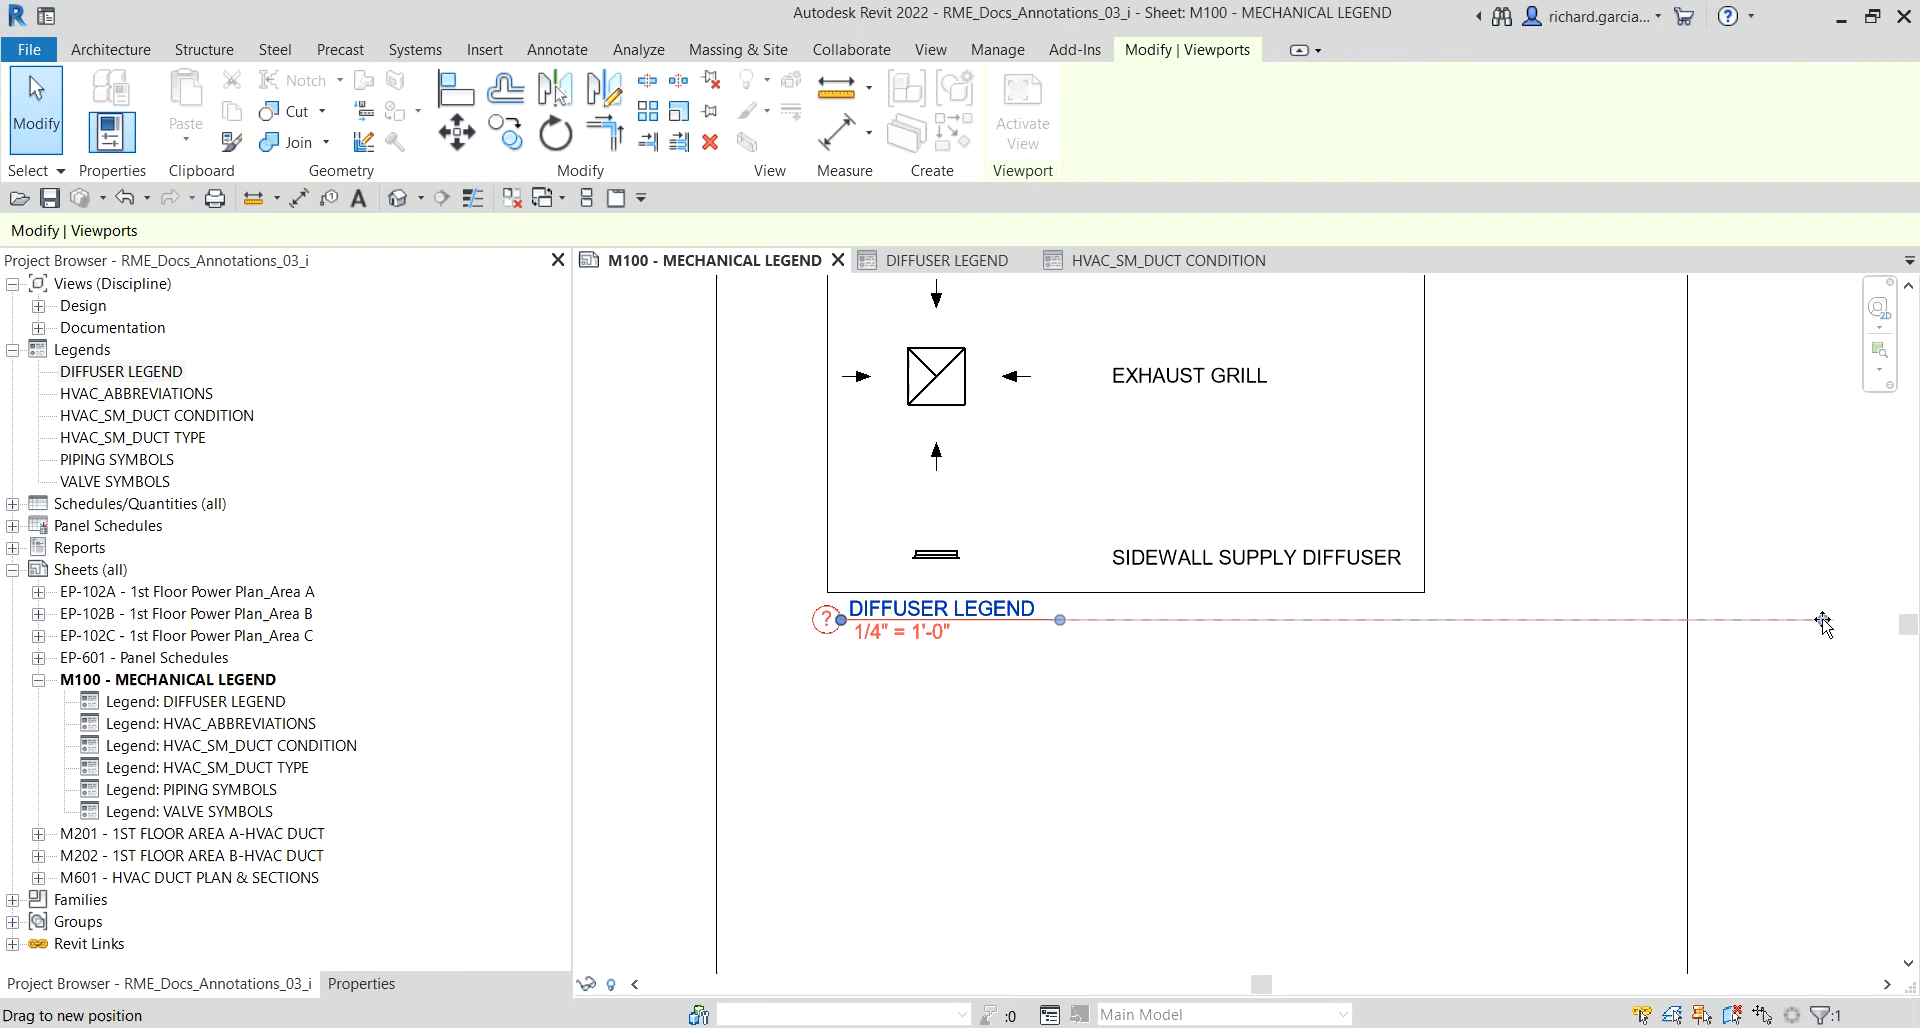 Autodesk Revit 2022 - RME_Docs_Annotations_03_i - Sheet: M100 - MECHANICAL LEGEND
richard.garcia...
File
Architecture
Structure
Steel
Precast
Systems
Insert
Annotate
Analyze
Massing & Site
Collaborate
View
Manage
Add-Ins
Modify | Viewports
Modify
Paste
Notch
Cut
Join
Activate
View
Select
Properties
Clipboard
Geometry
Modify
View
Measure
Create
Viewport
Modify | Viewports
Project Browser - RME_Docs_Annotations_03_i
M100 - MECHANICAL LEGEND
DIFFUSER LEGEND
HVAC_SM_DUCT CONDITION
Views (Discipline)
Design
Documentation
Legends
DIFFUSER LEGEND
HVAC_ABBREVIATIONS
HVAC_SM_DUCT CONDITION
HVAC_SM_DUCT TYPE
PIPING SYMBOLS
VALVE SYMBOLS
Schedules/Quantities (all)
Panel Schedules
Reports
Sheets (all)
EP-102A - 1st Floor Power Plan_Area A
EP-102B - 1st Floor Power Plan_Area B
EP-102C - 1st Floor Power Plan_Area C
EP-601 - Panel Schedules
M100 - MECHANICAL LEGEND
Legend: DIFFUSER LEGEND
Legend: HVAC_ABBREVIATIONS
Legend: HVAC_SM_DUCT CONDITION
Legend: HVAC_SM_DUCT TYPE
Legend: PIPING SYMBOLS
Legend: VALVE SYMBOLS
M201 - 1ST FLOOR AREA A-HVAC DUCT
M202 - 1ST FLOOR AREA B-HVAC DUCT
M601 - HVAC DUCT PLAN & SECTIONS
Families
Groups
Revit Links
EXHAUST GRILL
SIDEWALL SUPPLY DIFFUSER
? DIFFUSER LEGEND
1/4" = 1'-0"
2D
Project Browser - RME_Docs_Annotations_03_i
Properties
Drag to new position
:0
Main Model
:1